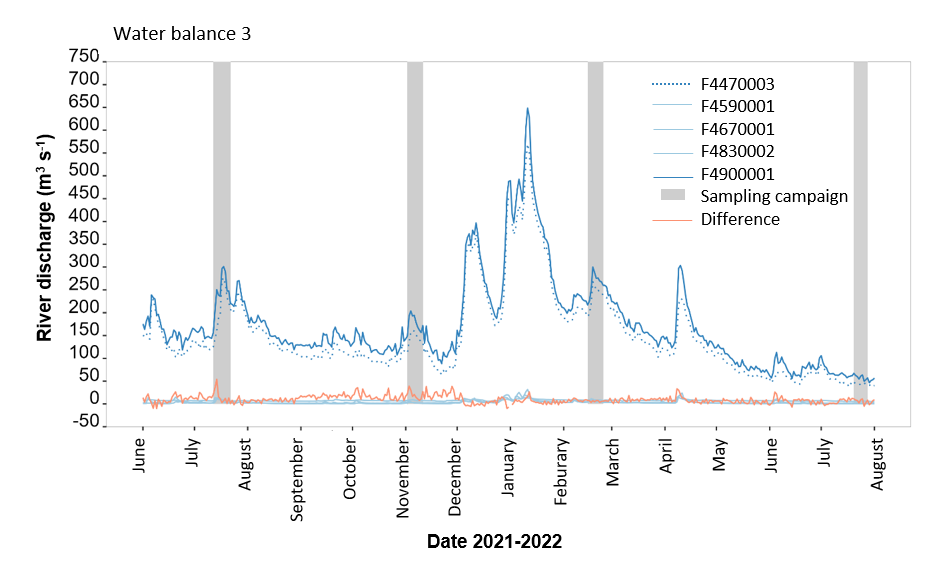 Water balance 3
750
700
650
600
550
500
450
400
350
300
250
200
150
100
50
0
-50
River discharge (m³ s⁻¹)
F4470003
F4590001
F4670001
F4830002
F4900001
Sampling campaign
Difference
June
July
August
September
October
November
December
January
Feburary
March
April
May
June
July
August
Date 2021-2022